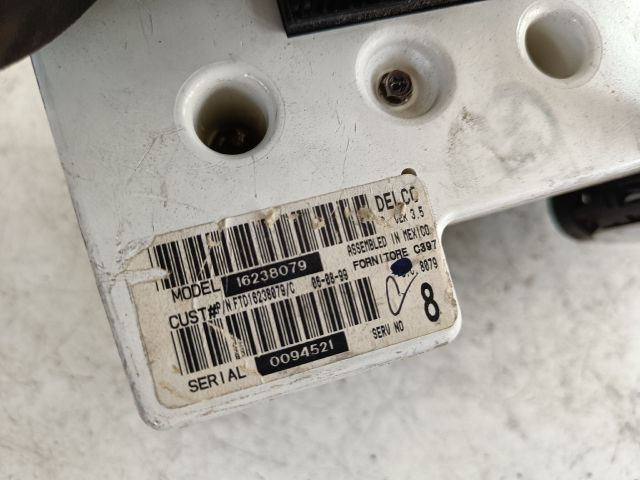 DELCO
VER 3.5
ASSEMBLED IN MEXICO
MODEL 16238079
FORNITORE C397
8079
CUST# P/N.FTD16238079/C 06-08-99
SERIAL 0094521
SERV NO 8